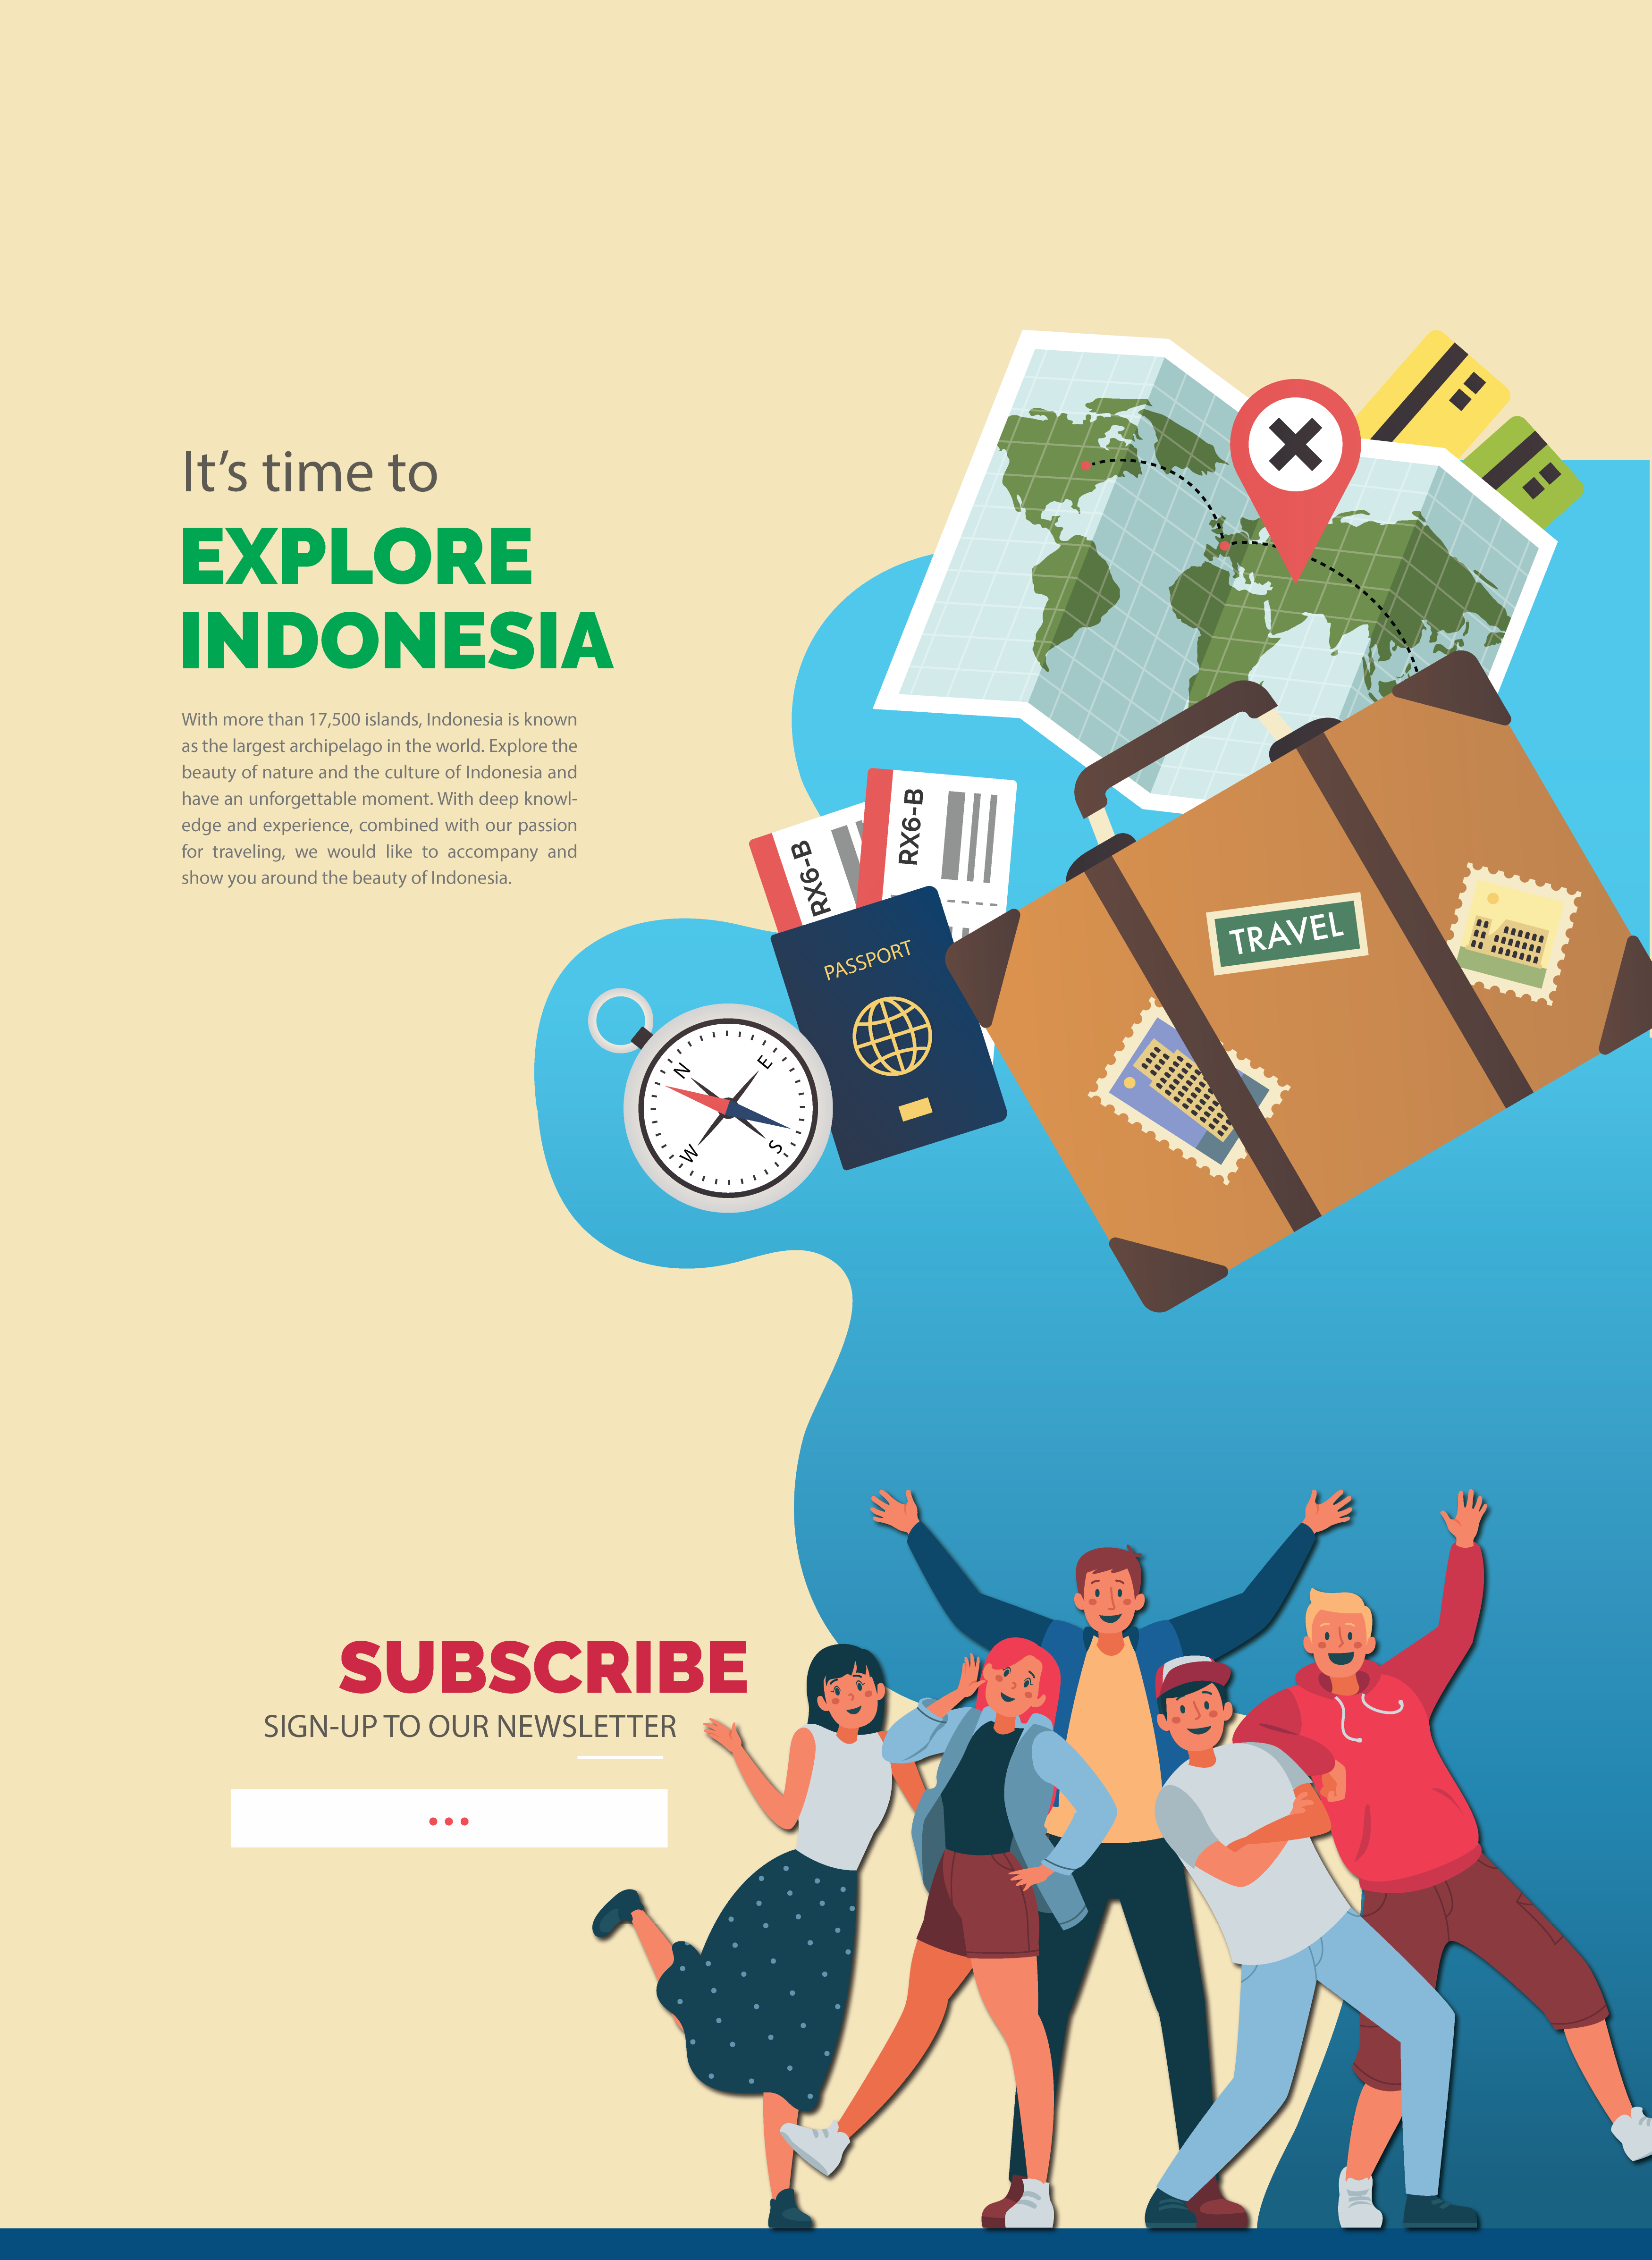 It’s time to
EXPLORE
INDONESIA
With more than 17,500 islands, Indonesia is known
as the largest archipelago in the world. Explore the
beauty of nature and the culture of Indonesia and
have an unforgettable moment. With deep knowl-
edge and experience, combined with our passion
for traveling, we would like to accompany and
show you around the beauty of Indonesia.
RX6-B
RX6-B
PASSPORT
TRAVEL
N
E
W
S
SUBSCRIBE
SIGN-UP TO OUR NEWSLETTER